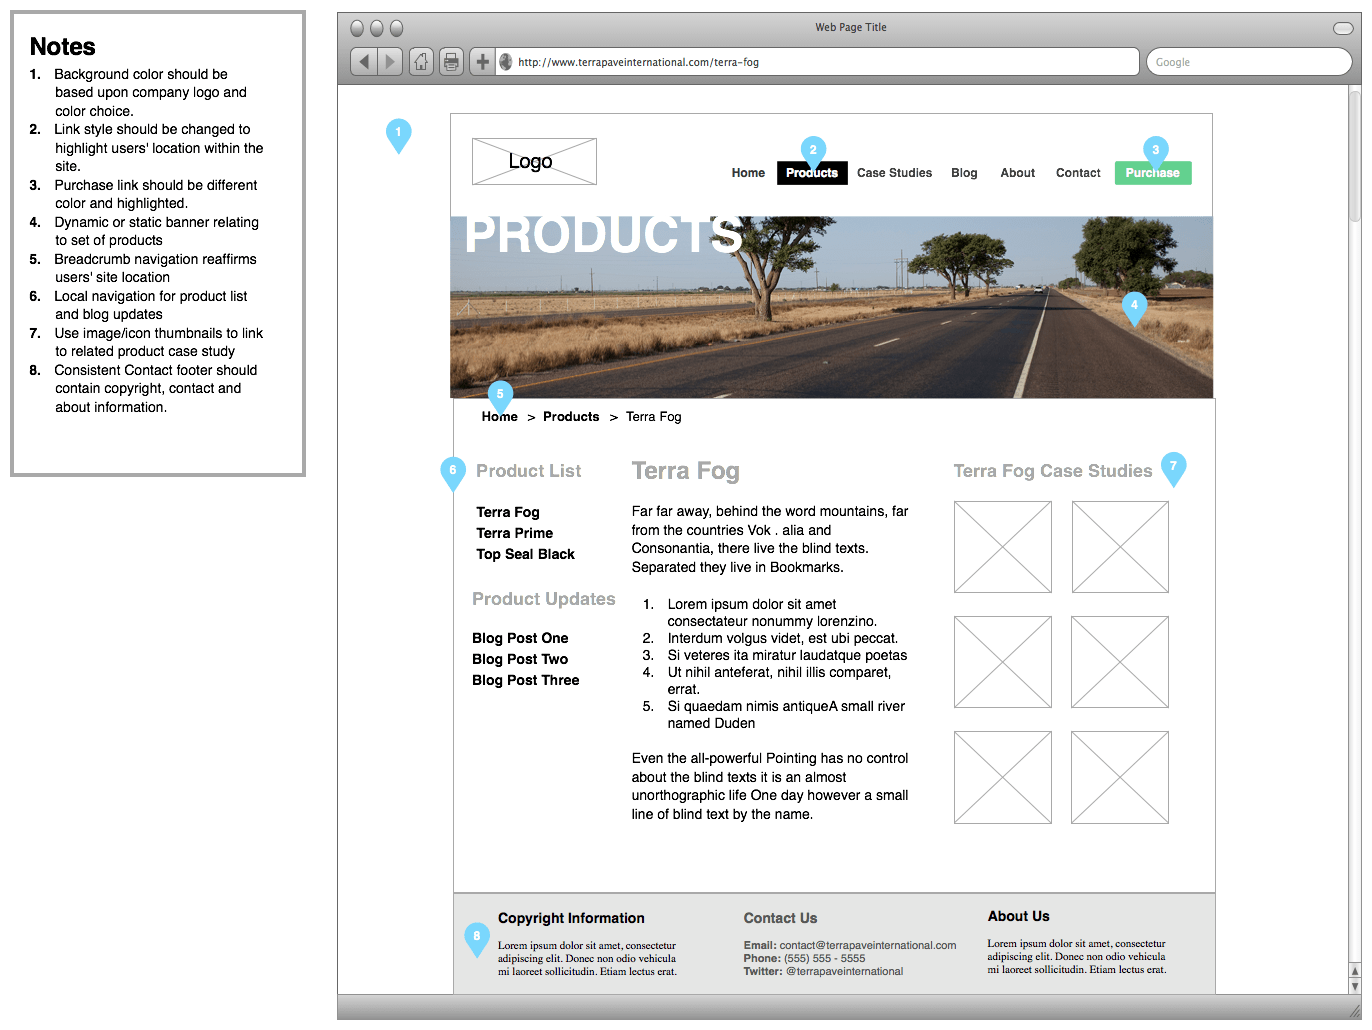 Notes
1. Background color should be
based upon company logo and
color choice.
2. Link style should be changed to
highlight users' location within the
site.
3. Purchase link should be different
color and highlighted.
4. Dynamic or static banner relating
to set of products
5. Breadcrumb navigation reaffirms
users' site location
6. Local navigation for product list
and blog updates
7. Use image/icon thumbnails to link
to related product case study
8. Consistent Contact footer should
contain copyright, contact and
about information.
Web Page Title
http://www.terrapaveinternational.com/terra-fog
Google
1
2
3
Logo
Home Products Case Studies Blog About Contact Purchase
PRODUCTS
4
5
Home > Products > Terra Fog
6
Product List
Terra Fog
Terra Prime
Top Seal Black
Product Updates
Blog Post One
Blog Post Two
Blog Post Three
Terra Fog
Far far away, behind the word mountains, far
from the countries Vok . alia and
Consonantia, there live the blind texts.
Separated they live in Bookmarks.
1. Lorem ipsum dolor sit amet
consectateur nonummy lorenzino.
2. Interdum volgus videt, est ubi peccat.
3. Si veteres ita miratur laudatque poetas
4. Ut nihil anteferat, nihil illis comparet,
errat.
5. Si quaedam nimis antiqueA small river
named Duden
Even the all-powerful Pointing has no control
about the blind texts it is an almost
unorthographic life One day however a small
line of blind text by the name.
Terra Fog Case Studies
7
8
Copyright Information
Lorem ipsum dolor sit amet, consectetur
adipiscing elit. Donec non odio vehicula
mi laoreet sollicitudin. Etiam lectus erat.
Contact Us
Email: contact@terrapaveinternational.com
Phone: (555) 555 - 5555
Twitter: @terrapaveinternational
About Us
Lorem ipsum dolor sit amet, consectetur
adipiscing elit. Donec non odio vehicula
mi laoreet sollicitudin. Etiam lectus erat.